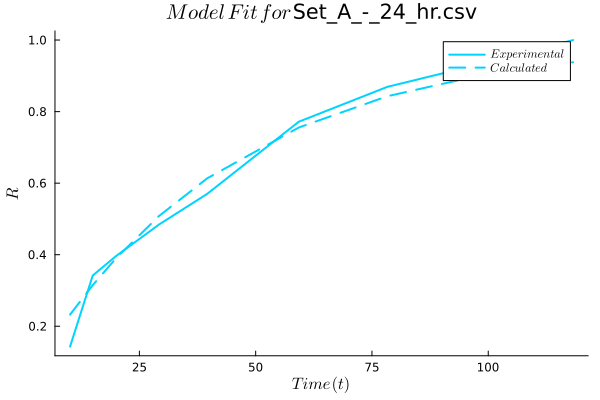 Model Fit for Set_A_-_24_hr.csv
1.0
Experimental
Calculated
0.8
0.6
R
0.4
0.2
25
50
75
100
Time(t)